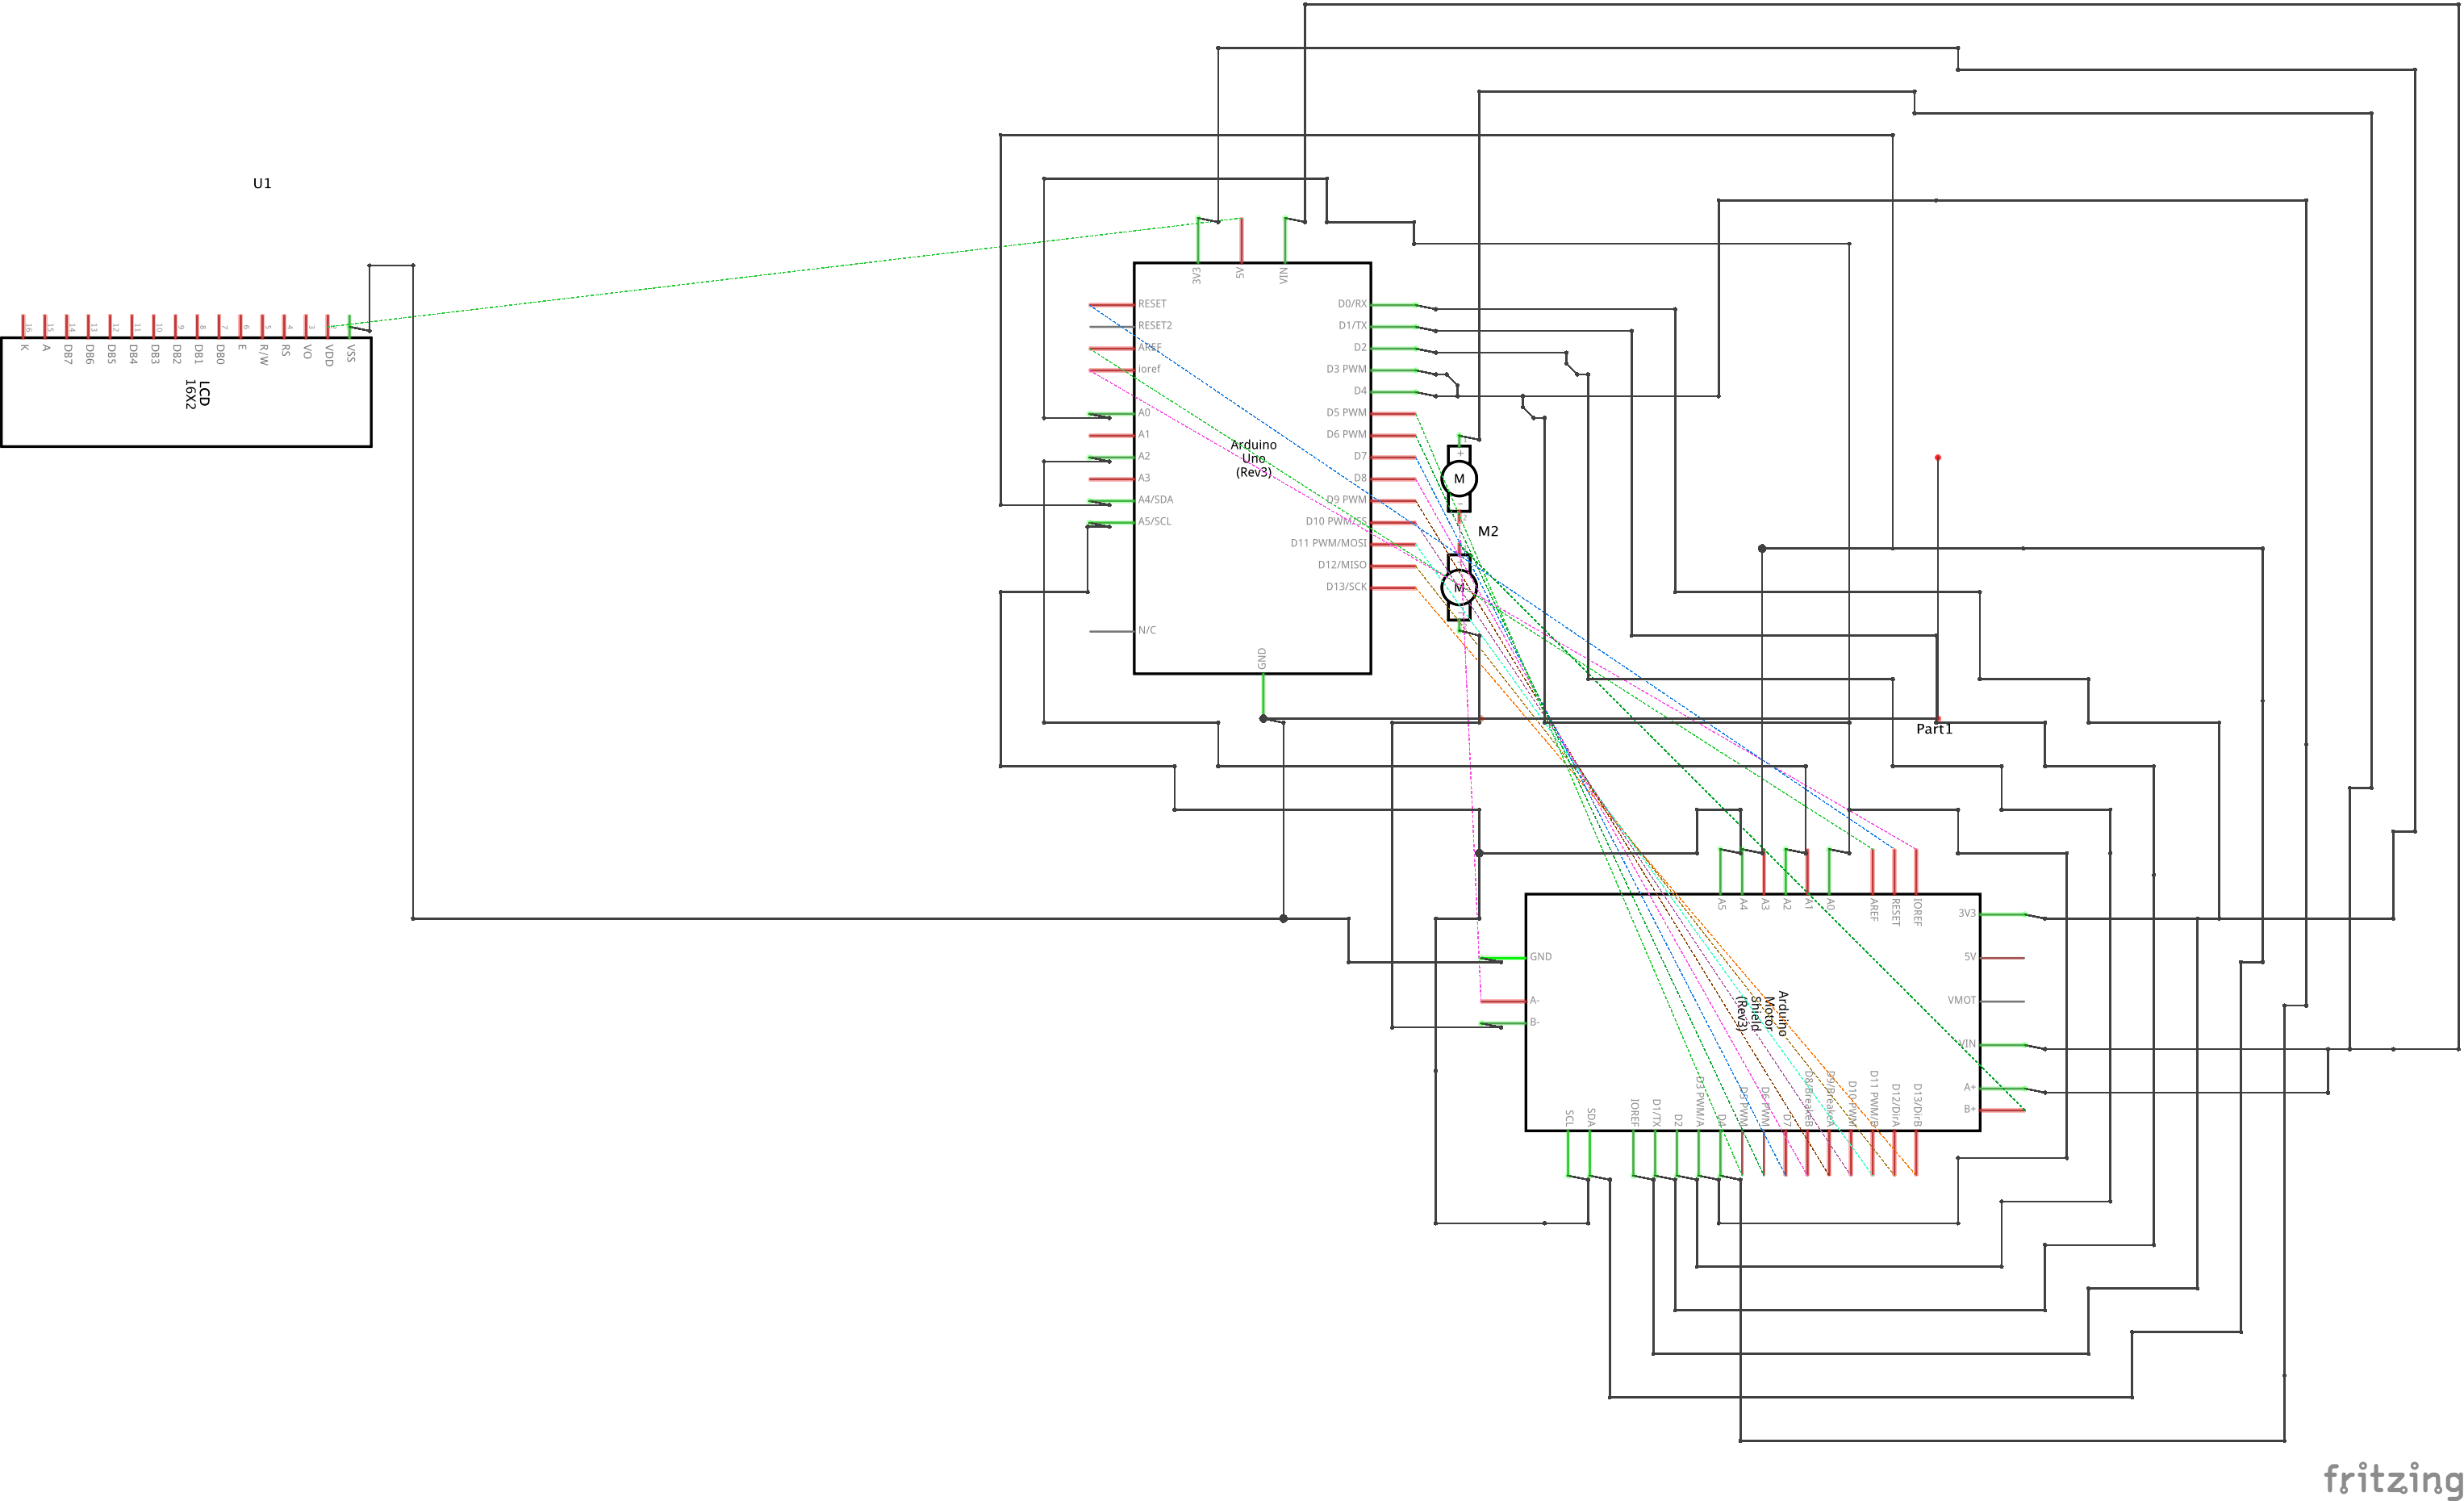 U1
16
15
14
13
12
11
10
9
8
7
6
5
4
3
K
A
DB7
DB6
DB5
DB4
DB3
DB2
DB1
DB0
E
R/W
RS
VO
VDD
VSS
LCD
16X2
3V3
5V
VIN
RESET
RESET2
AREF
ioref
A0
A1
A2
A3
A4/SDA
A5/SCL
N/C
Arduino
Uno
(Rev3)
D0/RX
D1/TX
D2
D3 PWM
D4
D5 PWM
D6 PWM
D7
D8
D9 PWM
D10 PWM/SS
D11 PWM/MOSI
D12/MISO
D13/SCK
GND
+
M
M2
M
Part1
A5
A4
A3
A2
A1
A0
AREF
RESET
IOREF
GND
A-
B-
3V3
5V
VMOT
VIN
A+
B+
Arduino
Motor
Shield
(Rev3)
SCL
SDA
IOREF
D1/TX
D2
D3 PWM/A
D4
D5 PWM
D6 PWM
D7
D8/BreakeB
D9/BreakeA
D10 PWM
D11 PWM/B
D12/DirA
D13/DirB
fritzing